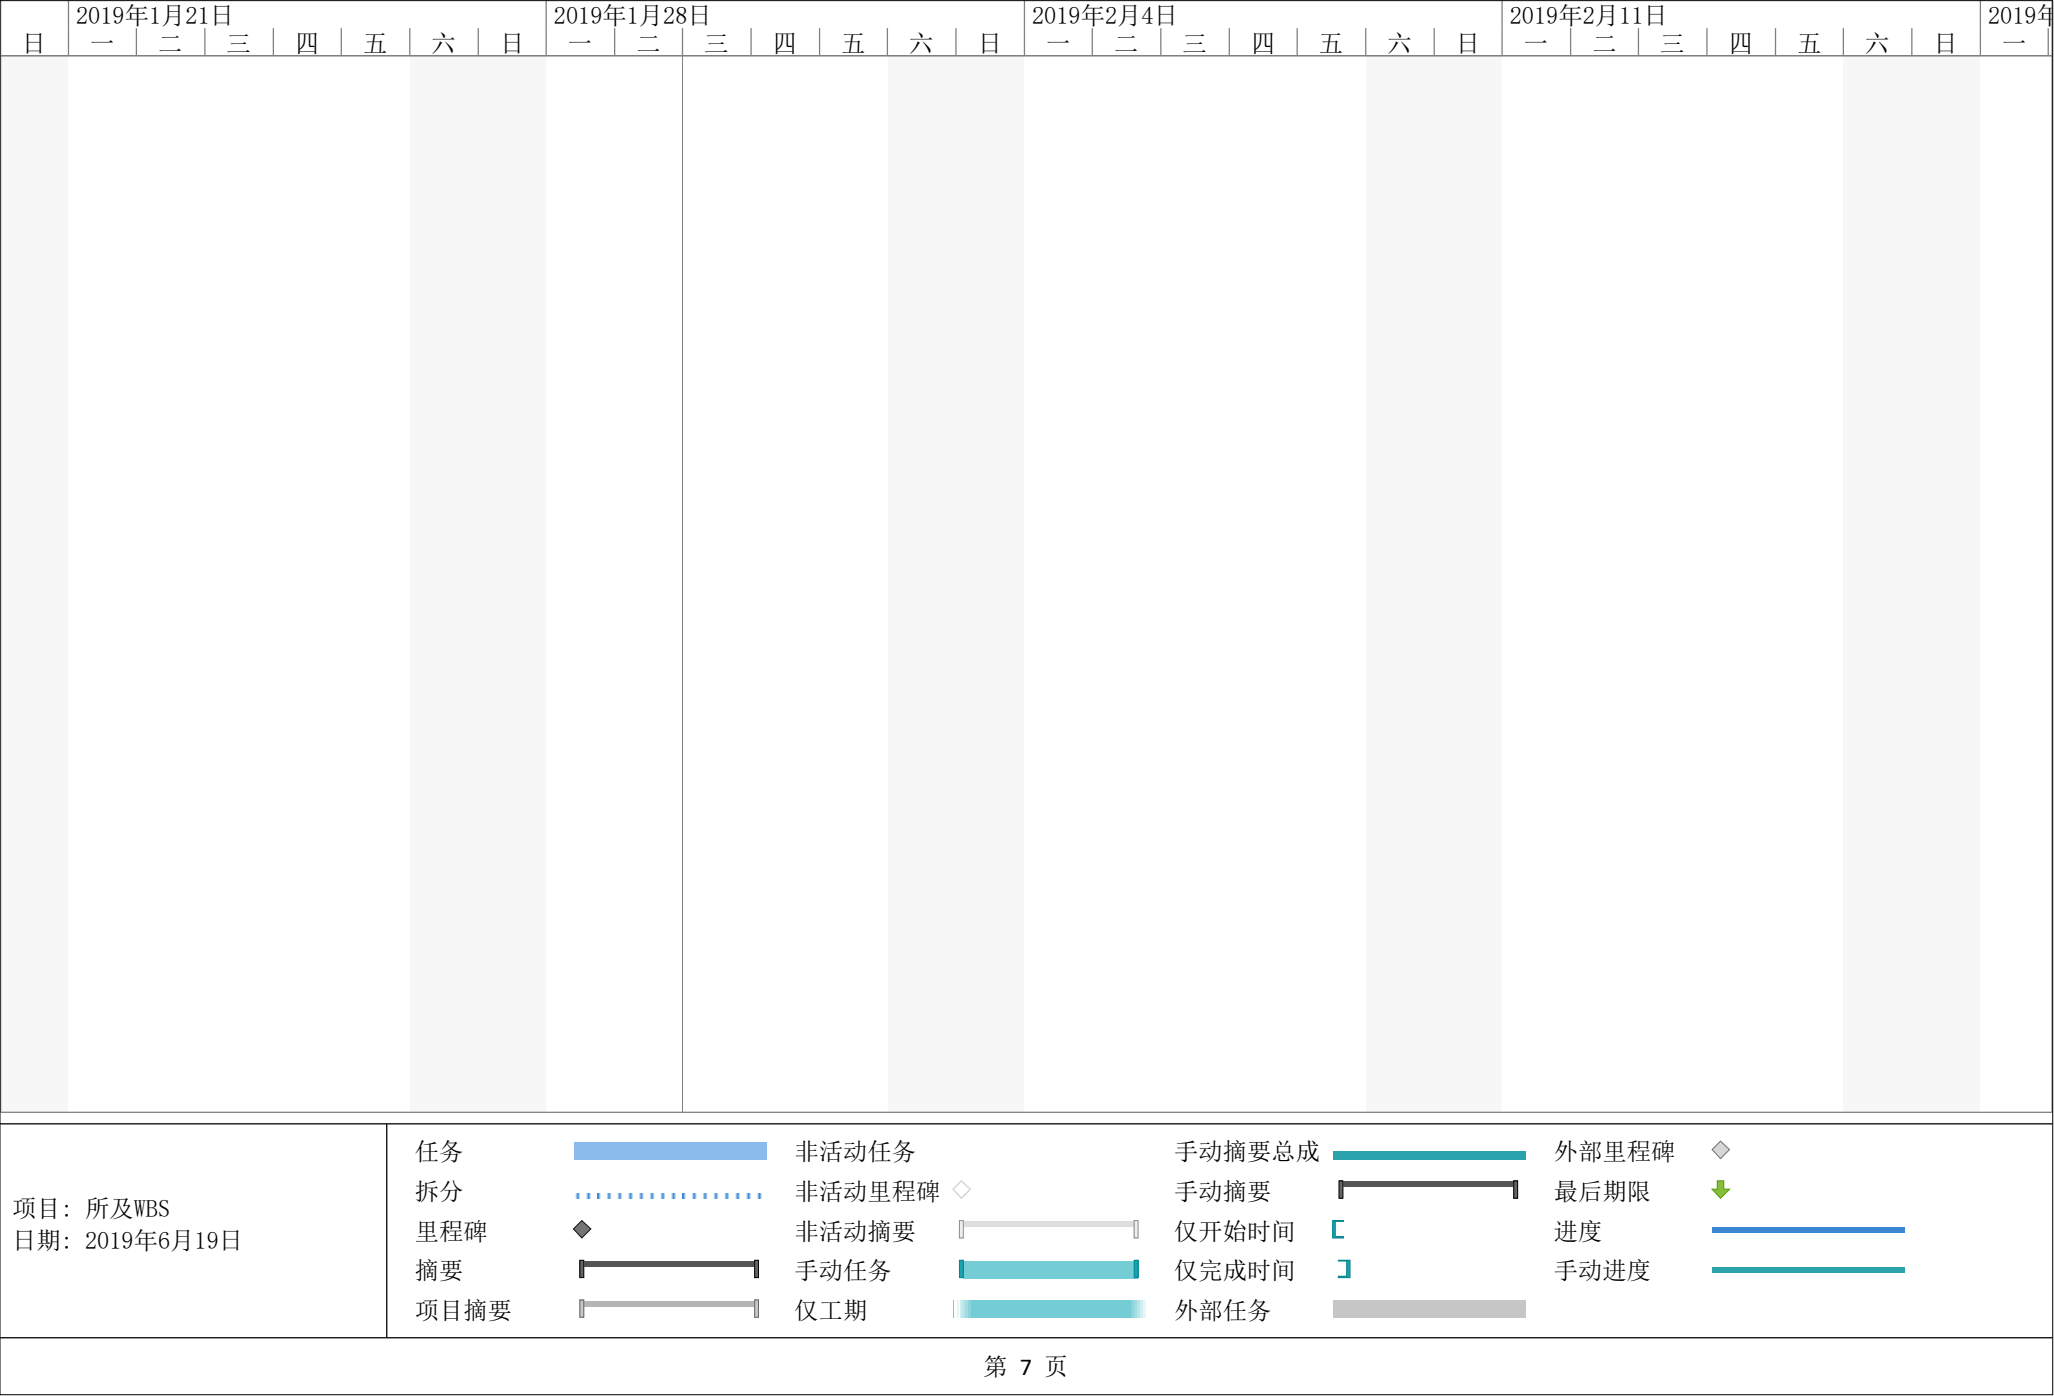 2019年1月21日 2019年1月28日 2019年2月4日 2019年2月11日 2019年
日 一 二 三 四 五 六 日 一 二 三 四 五 六 日 一 二 三 四 五 六 日 一 二 三 四 五 六 日 一
项目: 所及WBS
日期: 2019年6月19日
任务
拆分
里程碑
摘要
项目摘要
非活动任务
非活动里程碑
非活动摘要
手动任务
仅工期
手动摘要总成
手动摘要
仅开始时间
仅完成时间
外部任务
外部里程碑
最后期限
进度
手动进度
第 7 页